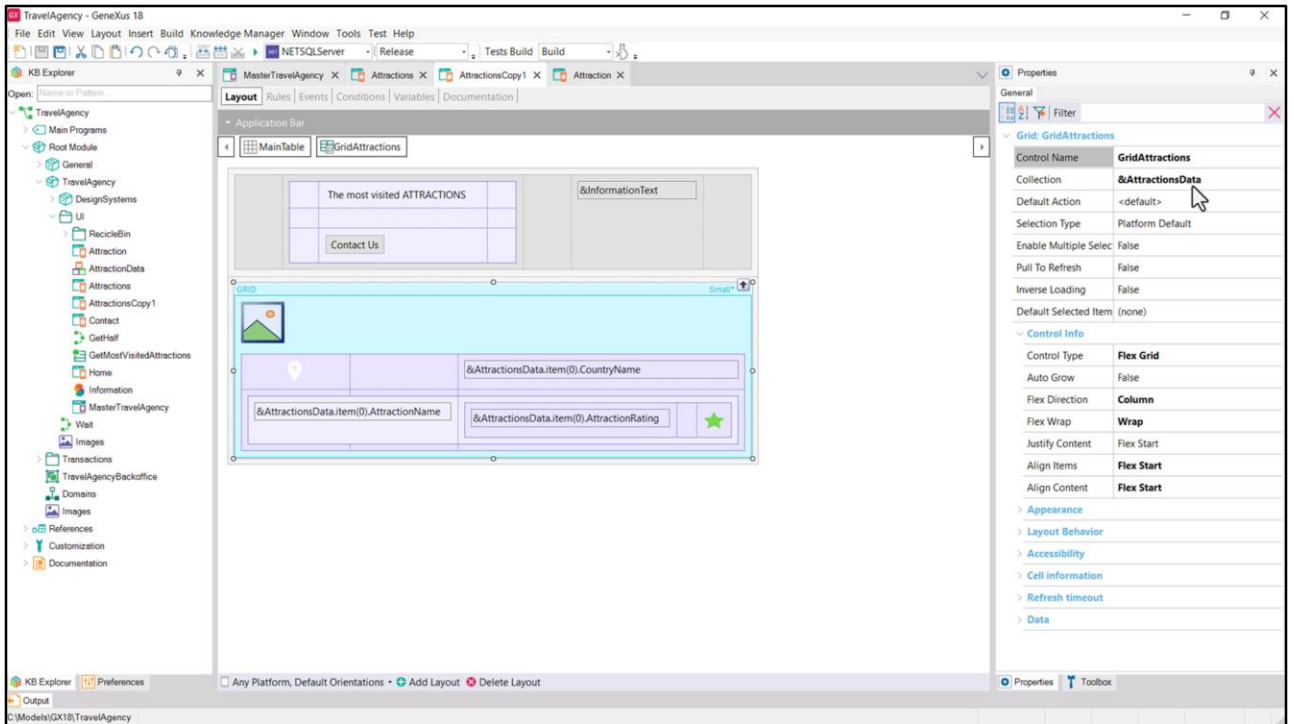 TravelAgency - GeneXus 18
File Edit View Layout Insert Build Knowledge Manager Window Tools Test Help
NETSQLServer Release Tests Build Build
KB Explorer
Open: Name or Pattern...
TravelAgency
Main Programs
Root Module
General
TravelAgency
DesignSystems
UI
RecicleBin
Attraction
AttractionData
Attractions
AttractionsCopy1
Contact
GetHalf
GetMostVisitedAttractions
Home
Information
MasterTravelAgency
Wait
Images
Transactions
TravelAgencyBackoffice
Domains
Images
References
Customization
Documentation
KB Explorer Preferences
Output
C:\Models\GX18\TravelAgency
MasterTravelAgency Attractions AttractionsCopy1 Attraction
Layout Rules Events Conditions Variables Documentation
Application Bar
MainTable GridAttractions
The most visited ATTRACTIONS
&InformationText
Contact Us
GRID Small*
&AttractionsData.item(0).CountryName
&AttractionsData.item(0).AttractionName
&AttractionsData.item(0).AttractionRating
Any Platform, Default Orientations Add Layout Delete Layout
Properties
General
Filter
Grid: GridAttractions
Control Name GridAttractions
Collection &AttractionsData
Default Action <default>
Selection Type Platform Default
Enable Multiple Selec False
Pull To Refresh False
Inverse Loading False
Default Selected Item (none)
Control Info
Control Type Flex Grid
Auto Grow False
Flex Direction Column
Flex Wrap Wrap
Justify Content Flex Start
Align Items Flex Start
Align Content Flex Start
Appearance
Layout Behavior
Accessibility
Cell information
Refresh timeout
Data
Properties Toolbox